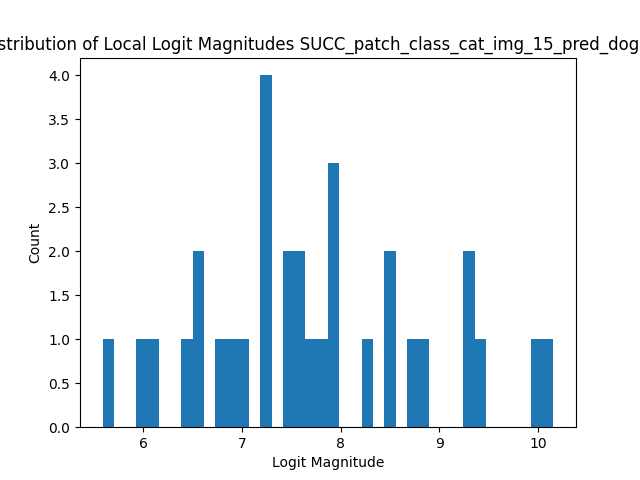 stribution of Local Logit Magnitudes SUCC_patch_class_cat_img_15_pred_dog
4.0
3.5
3.0
2.5
2.0
1.5
1.0
0.5
0.0
Count
6 7 8 9 10
Logit Magnitude